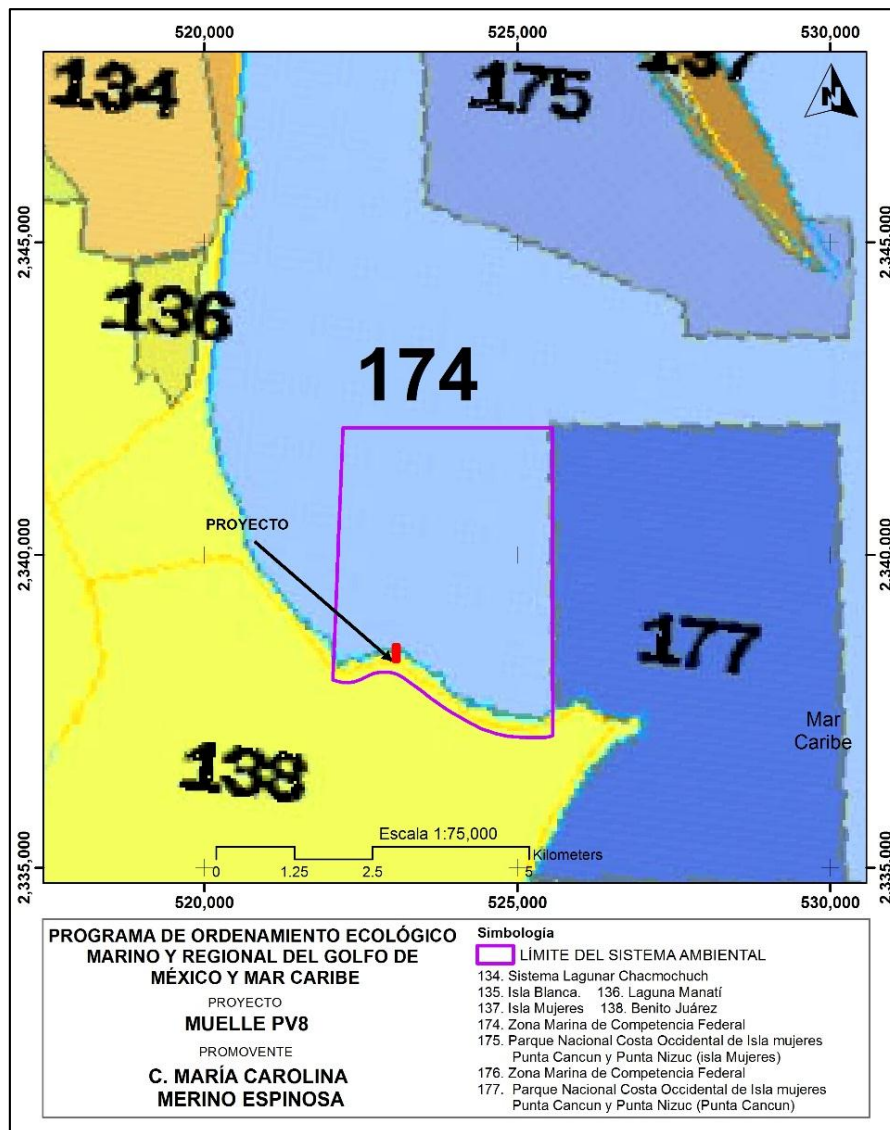 520,000 525,000 530,000
134
175
137
N
2,345,000 2,345,000
136
174
PROYECTO
2,340,000 2,340,000
177
Mar
Caribe
138
Escala 1:75,000
Kilometers
0 1.25 2.5 5
2,335,000 2,335,000
520,000 525,000 530,000
PROGRAMA DE ORDENAMIENTO ECOLÓGICO
MARINO Y REGIONAL DEL GOLFO DE
MÉXICO Y MAR CARIBE
PROYECTO
MUELLE PV8
PROMOVENTE
C. MARÍA CAROLINA
MERINO ESPINOSA
Simbología
LÍMITE DEL SISTEMA AMBIENTAL
134. Sistema Lagunar Chacmochuch
135. Isla Blanca. 136. Laguna Manatí
137. Isla Mujeres 138. Benito Juárez
174. Zona Marina de Competencia Federal
175. Parque Nacional Costa Occidental de Isla mujeres
Punta Cancun y Punta Nizuc (isla Mujeres)
176. Zona Marina de Competencia Federal
177. Parque Nacional Costa Occidental de Isla mujeres
Punta Cancun y Punta Nizuc (Punta Cancun)